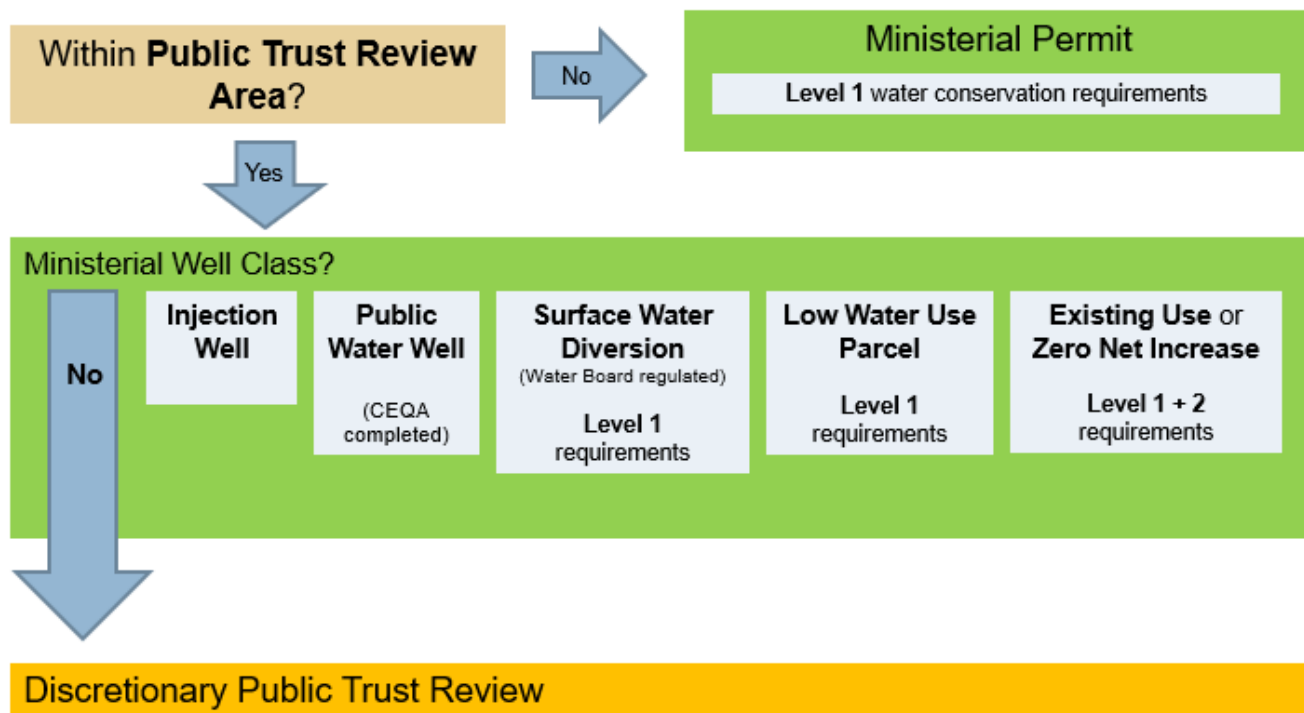 Within Public Trust Review
Area?
No
Ministerial Permit
Level 1 water conservation requirements
Yes
Ministerial Well Class?
No
Injection
Well
Public
Water Well
(CEQA
completed)
Surface Water
Diversion
(Water Board regulated)
Level 1
requirements
Low Water Use
Parcel
Level 1
requirements
Existing Use or
Zero Net Increase
Level 1 + 2
requirements
Discretionary Public Trust Review